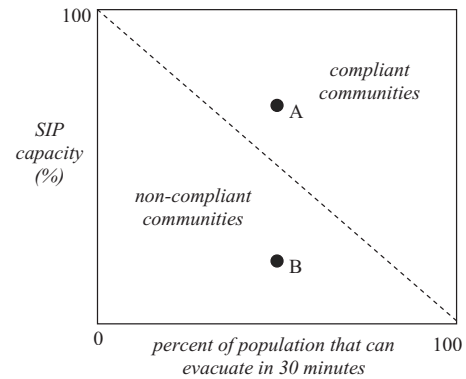 100
compliant
communities
A
SIP
capacity
(%)
non-compliant
communities
B
0
100
percent of population that can
evacuate in 30 minutes